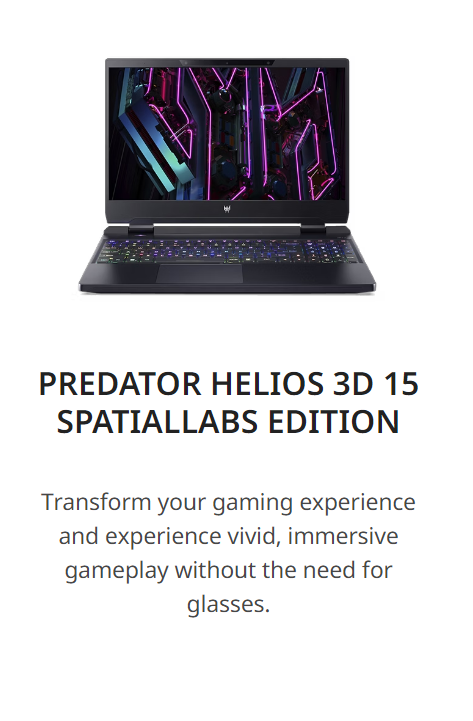 PREDATOR HELIOS 3D 15
SPATIALLABS EDITION
Transform your gaming experience
and experience vivid, immersive
gameplay without the need for
glasses.